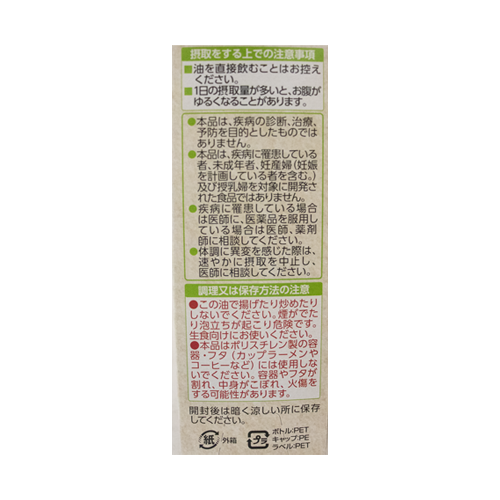 摂取をする上での注意事項
■油を直接飲むことはお控え
ください。
■1日の摂取量が多いと、お腹が
ゆるくなることがあります。
●本品は、疾病の診断、治療、
予防を目的としたものでは
ありません。
●本品は、疾病に罹患している
者、未成年者、妊産婦(妊娠
を計画している者を含む。)
及び授乳婦を対象に開発さ
れた食品ではありません。
●疾病に罹患している場合
は医師に、医薬品を服用し
ている場合は医師、薬剤
師に相談してください。
●体調に異変を感じた際は、
速やかに摂取を中止し、
医師に相談してください。
調理又は保存方法の注意
●この油で揚げたり炒めたり
しないでください。煙がでた
り泡立ちが起こり危険です。
生食向けにお使いください。
●本品はポリスチレン製の容
器・フタ(カップラーメンや
コーヒーなど)には使用しな
いでください。容器やフタが
割れ、中身がこぼれ、火傷を
する可能性があります。
開封後は暗く涼しい所に保存
してください。
紙 外箱
プラ
ボトル:PET
キャップ:PE
ラベル:PET